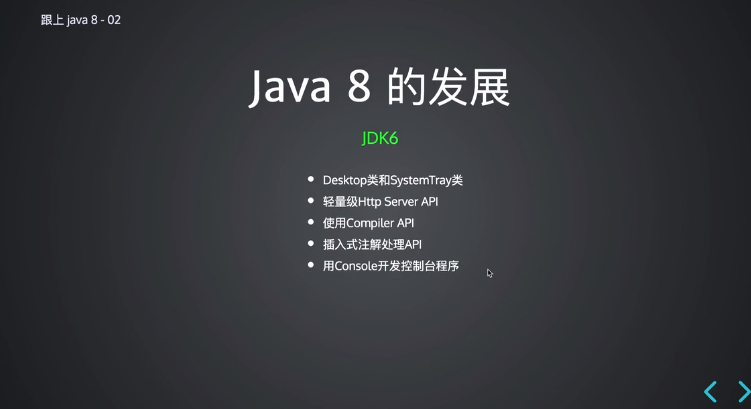 跟上 java 8 - 02
Java 8 的发展
JDK6
Desktop类和SystemTray类
轻量级Http Server API
使用Compiler API
插入式注解处理API
用Console开发控制台程序